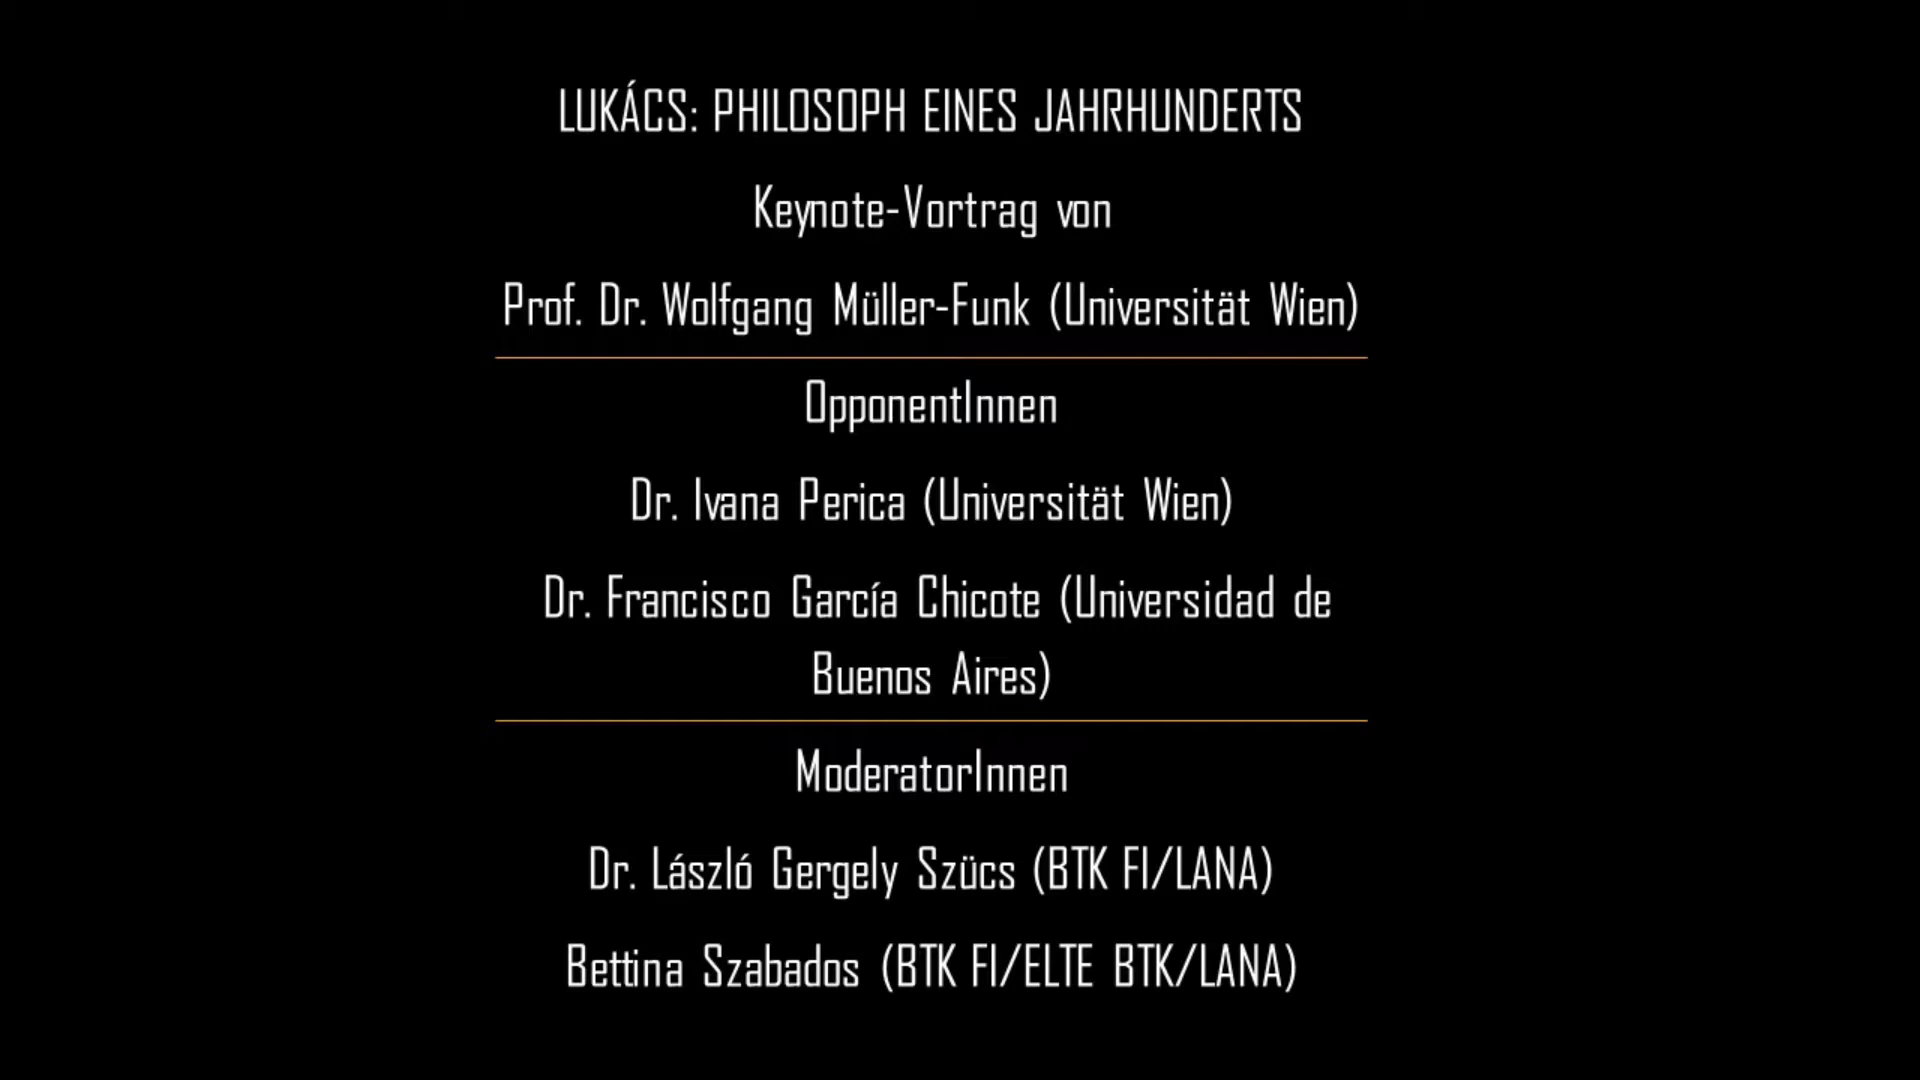 LUKÁCS: PHILOSOPH EINES JAHRHUNDERTS
Keynote-Vortrag von
Prof. Dr. Wolfgang Müller-Funk (Universität Wien)
OpponentInnen
Dr. Ivana Perica (Universität Wien)
Dr. Francisco García Chicote (Universidad de
Buenos Aires)
ModeratorInnen
Dr. László Gergely Szücs (BTK FI/LANA)
Bettina Szabados (BTK FI/ELTE BTK/LANA)